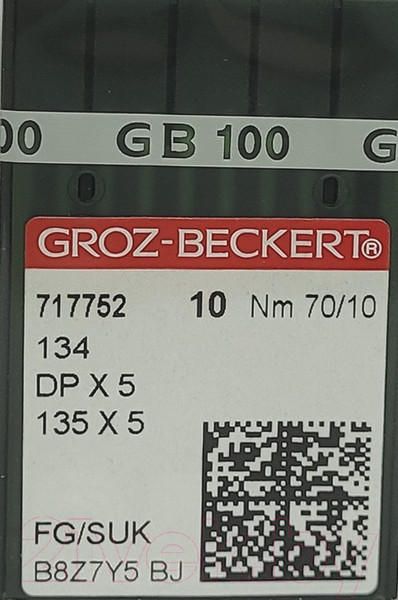 00 GB 100 G
GROZ-BECKERT®
717752 10 Nm 70/10
134
DP X 5
135 X 5
FG/SUK
B8Z7Y5 BJ